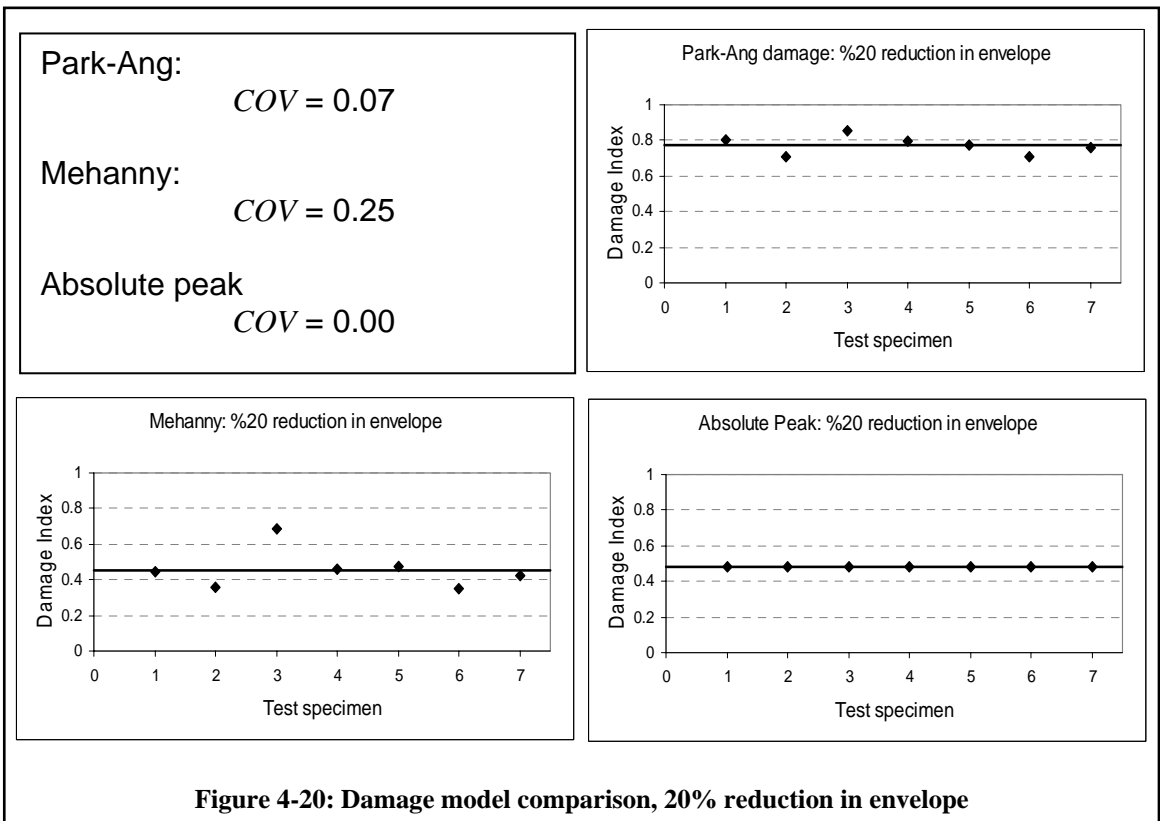 Park-Ang:
COV = 0.07
Mehanny:
COV = 0.25
Absolute peak
COV = 0.00
Park-Ang damage: %20 reduction in envelope
1
0.8
0.6
0.4
0.2
0
Damage Index
0 1 2 3 4 5 6 7
Test specimen
Mehanny: %20 reduction in envelope
1
0.8
0.6
0.4
0.2
0
Damage Index
0 1 2 3 4 5 6 7
Test specimen
Absolute Peak: %20 reduction in envelope
1
0.8
0.6
0.4
0.2
0
Damage Index
0 1 2 3 4 5 6 7
Test specimen
Figure 4-20: Damage model comparison, 20% reduction in envelope